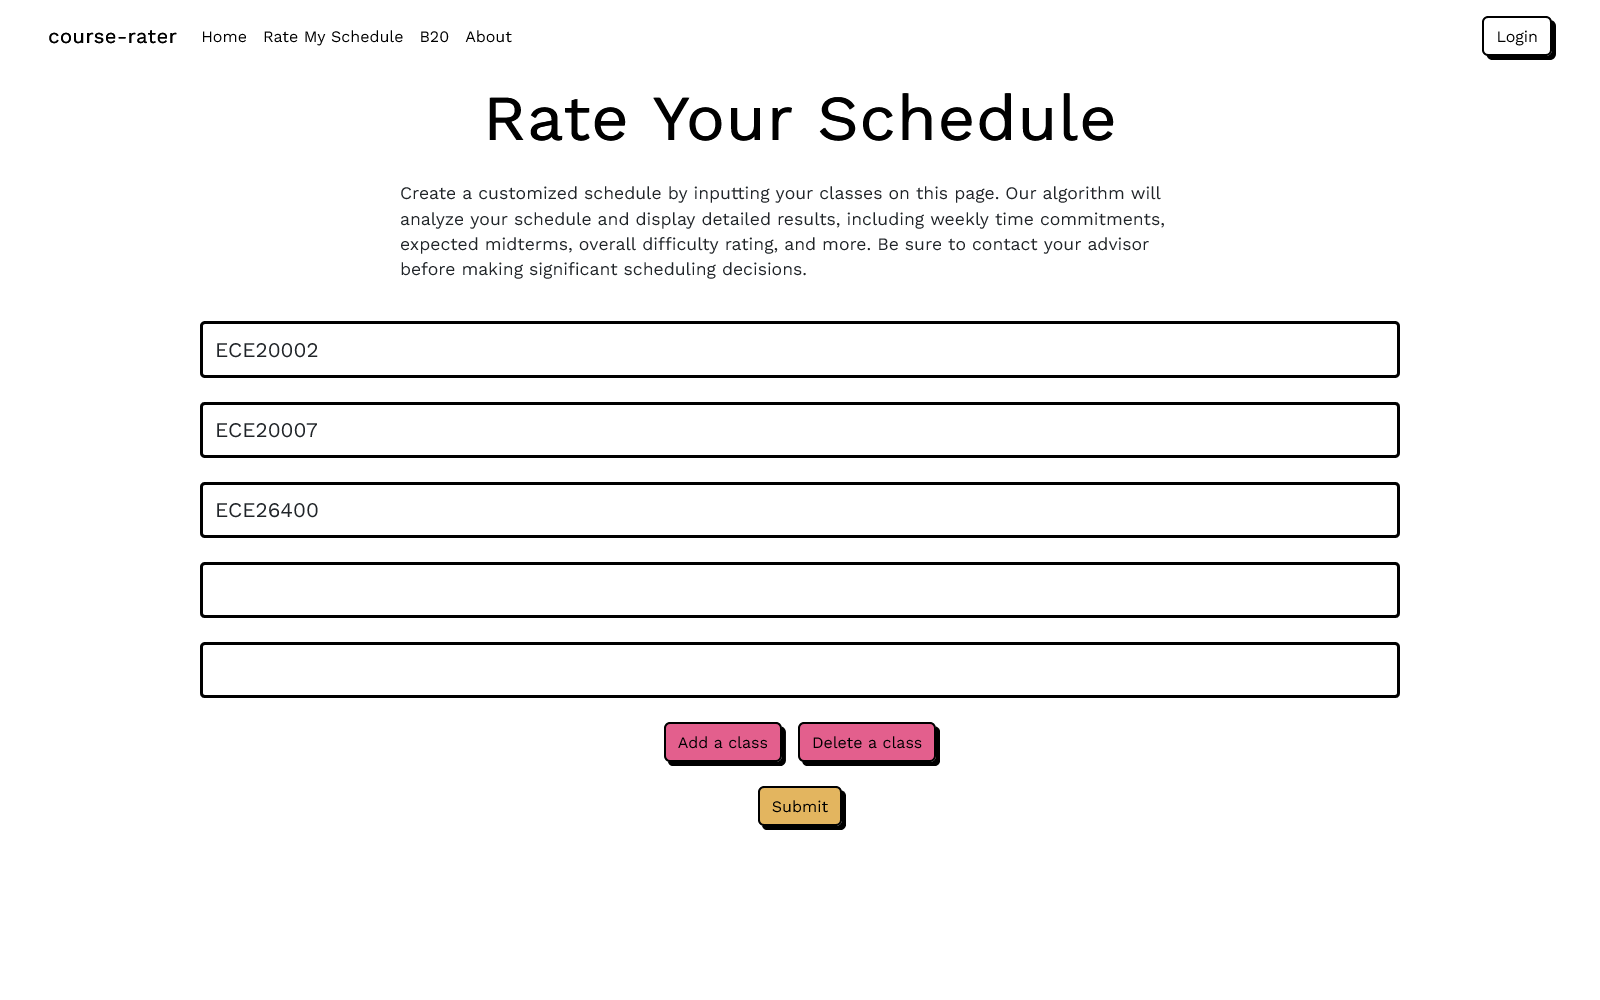 course-rater Home Rate My Schedule B20 About Login
Rate Your Schedule
Create a customized schedule by inputting your classes on this page. Our algorithm will
analyze your schedule and display detailed results, including weekly time commitments,
expected midterms, overall difficulty rating, and more. Be sure to contact your advisor
before making significant scheduling decisions.
ECE20002
ECE20007
ECE26400
Add a class Delete a class
Submit